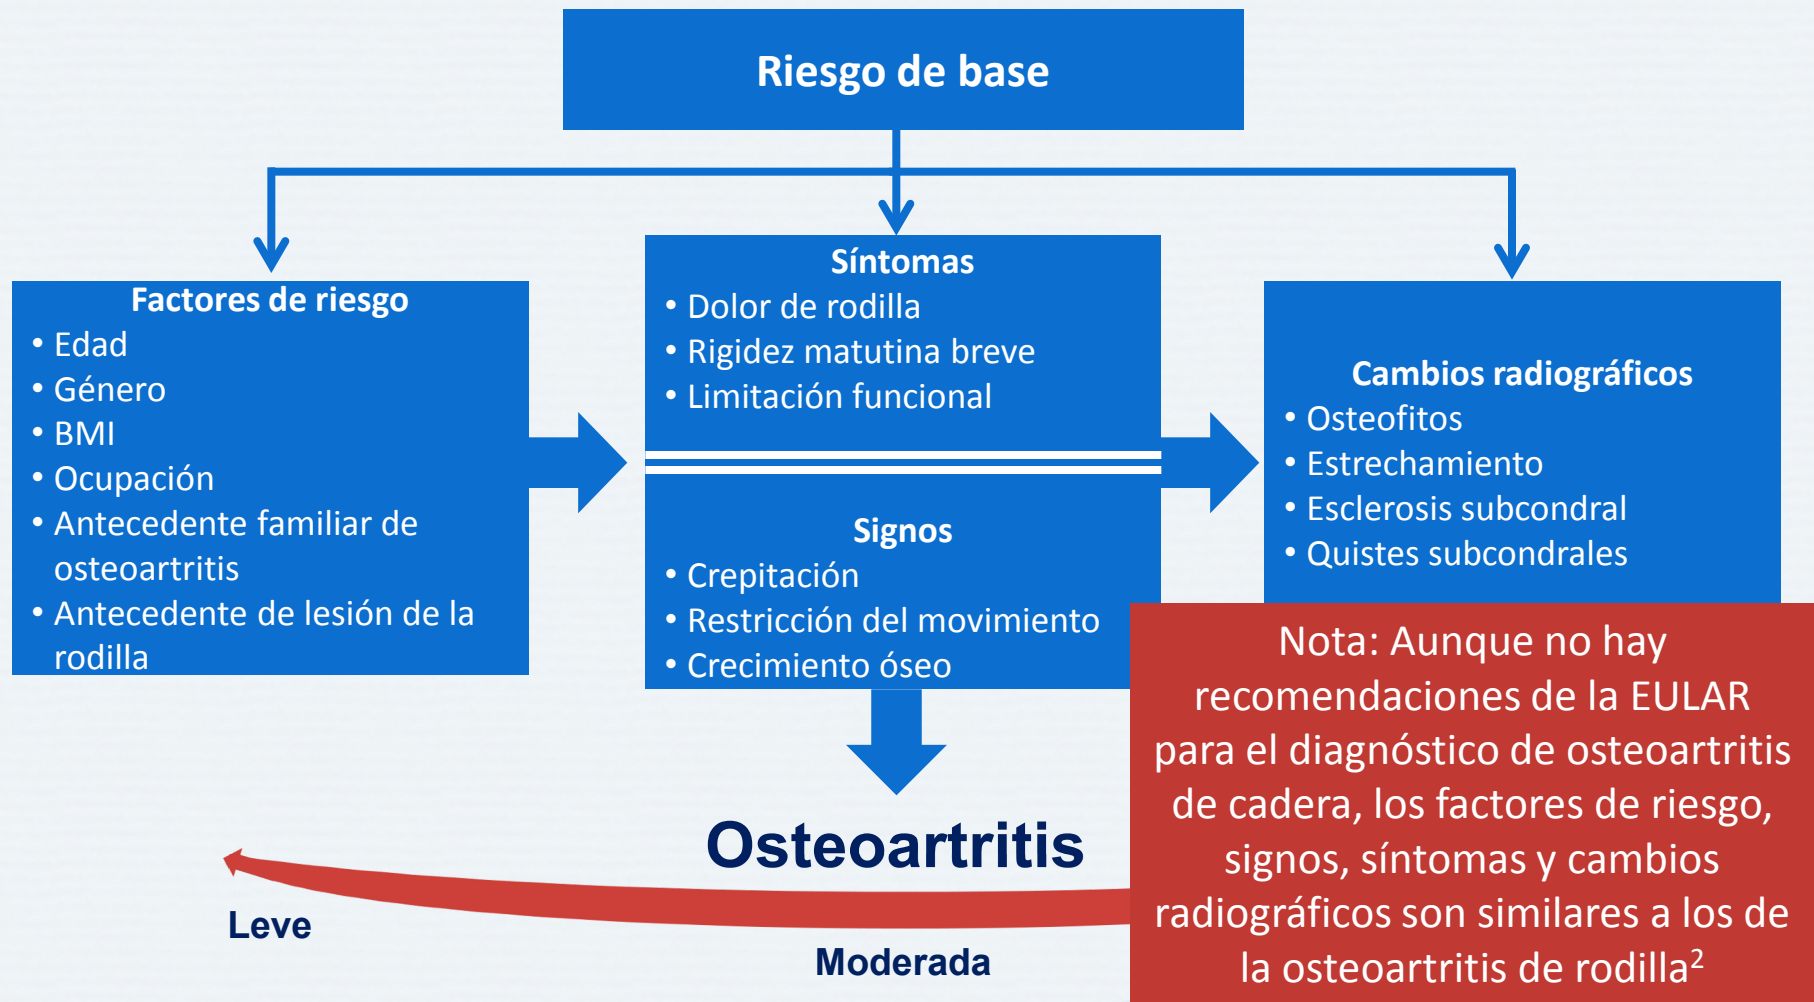 Riesgo de base
Factores de riesgo
• Edad
• Género
• BMI
• Ocupación
• Antecedente familiar de
osteoartritis
• Antecedente de lesión de la
rodilla
Síntomas
• Dolor de rodilla
• Rigidez matutina breve
• Limitación funcional
Signos
• Crepitación
• Restricción del movimiento
• Crecimiento óseo
Cambios radiográficos
• Osteofitos
• Estrechamiento
• Esclerosis subcondral
• Quistes subcondrales
Osteoartritis
Leve
Moderada
Nota: Aunque no hay
recomendaciones de la EULAR
para el diagnóstico de osteoartritis
de cadera, los factores de riesgo,
signos, síntomas y cambios
radiográficos son similares a los de
la osteoartritis de rodilla²